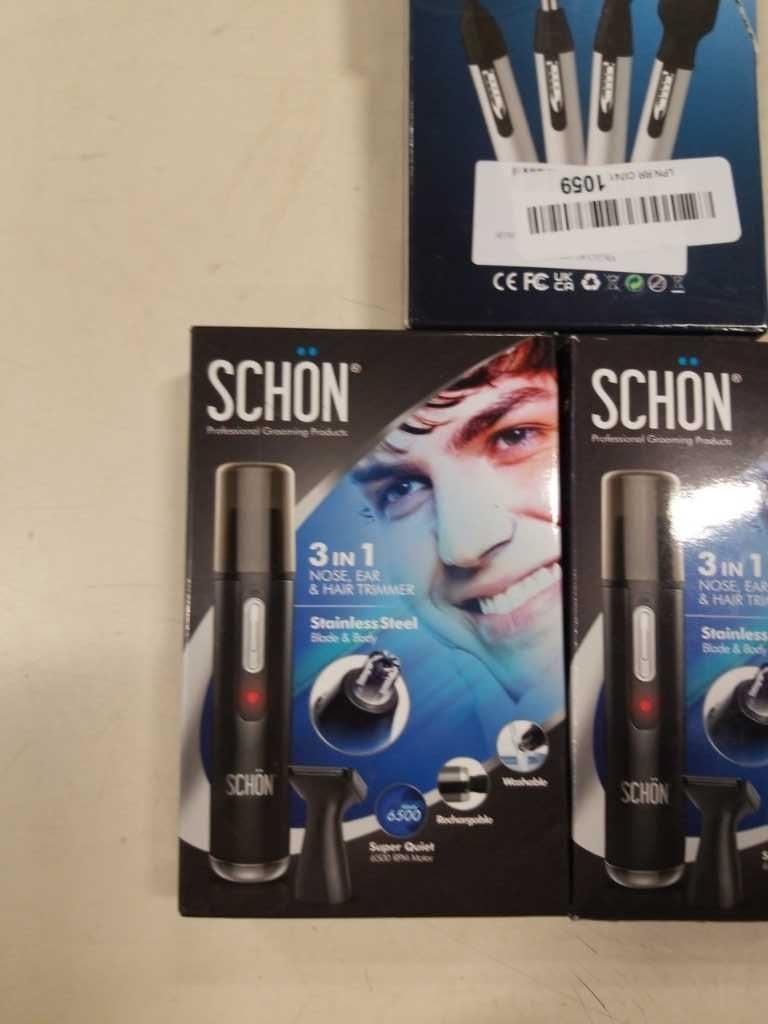 1059
LPN RR
CE FC UK CA
SCHÖN®
Professional Grooming Products
3 IN 1
NOSE, EAR
& HAIR TRIMMER
Stainless Steel
Blade & Body
SCHÖN
6500
Washable
Rechargeable
Super Quiet
6500 RPM Motor
SCHÖN®
Professional Grooming Products
3 IN 1
NOSE, EAR
& HAIR
Stainless
Blade &
SCHÖN